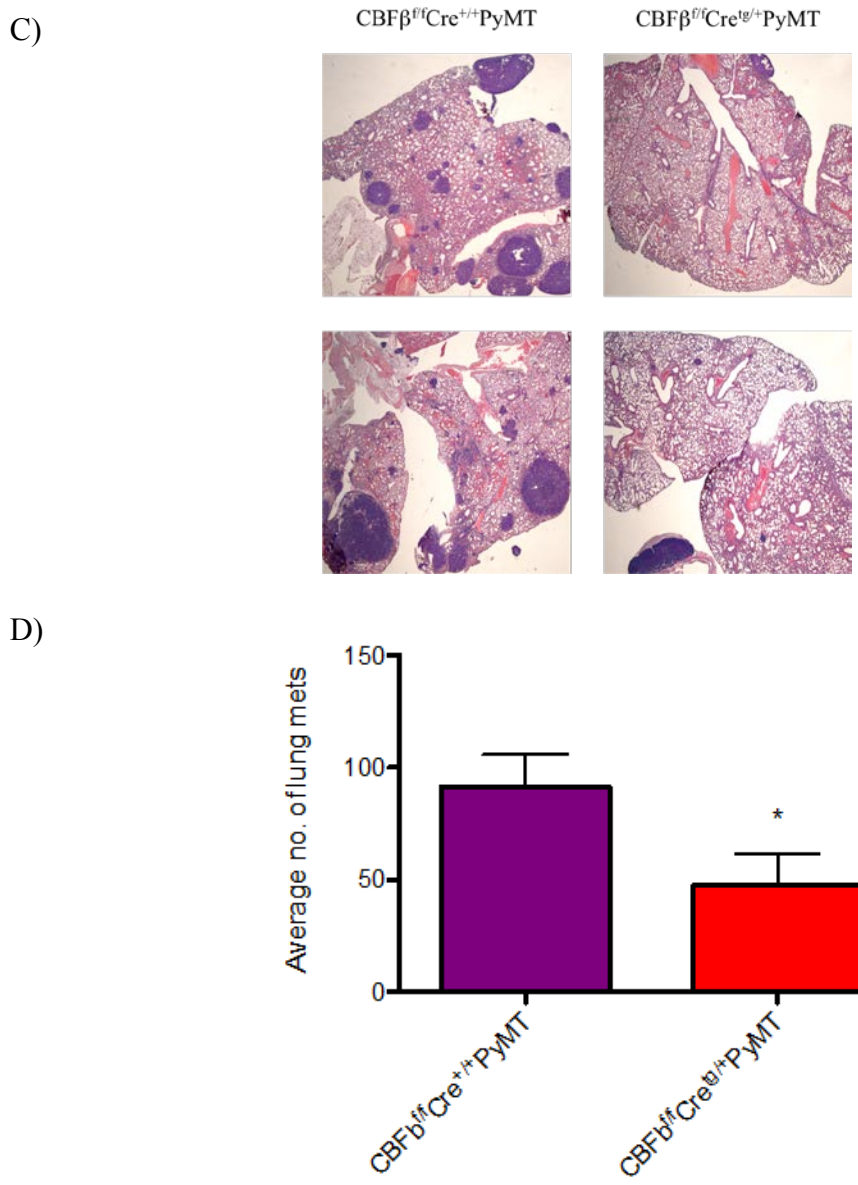 C)
CBFβf/fCre+/+PyMT
CBFβf/fCretg/+PyMT
D)
Average no. of lung mets
150
100
50
0
*
CBFbf/fCre+/+PyMT
CBFbf/fCretg/+PyMT